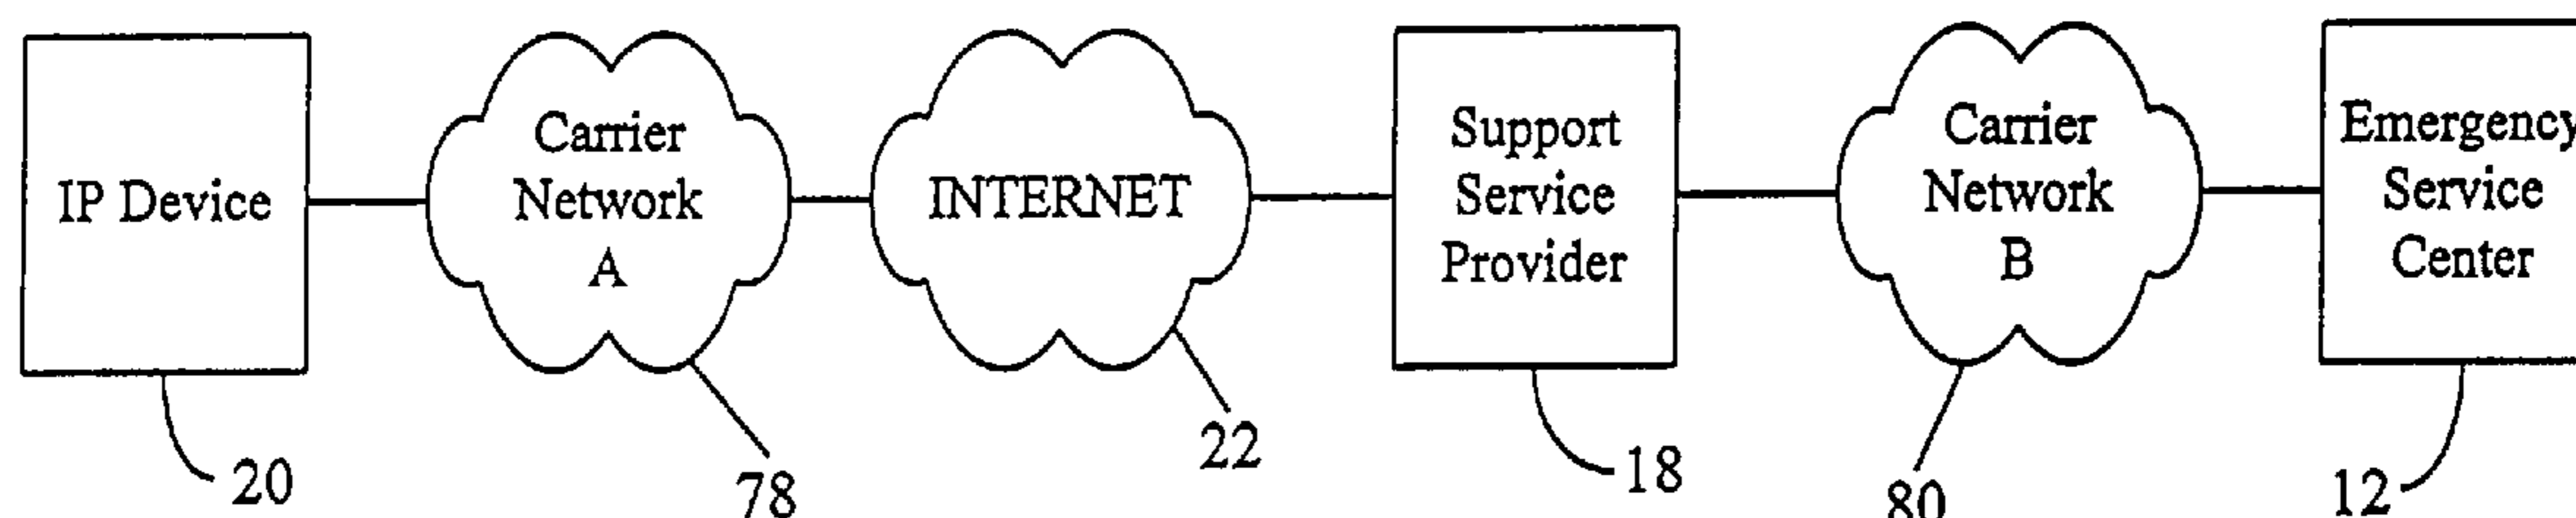 IP Device
Carrier
Network
A
INTERNET
Support
Service
Provider
Carrier
Network
B
Emergency
Service
Center
20
78
22
18
80
12